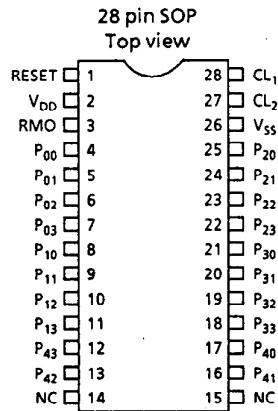 28 pin SOP
Top view
RESET 1 28 CL₁
V_DD 2 27 CL₂
RMO 3 26 V_SS
P₀₀ 4 25 P₂₀
P₀₁ 5 24 P₂₁
P₀₂ 6 23 P₂₂
P₀₃ 7 22 P₂₃
P₁₀ 8 21 P₃₀
P₁₁ 9 20 P₃₁
P₁₂ 10 19 P₃₂
P₁₃ 11 18 P₃₃
P₄₃ 12 17 P₄₀
P₄₂ 13 16 P₄₁
NC 14 15 NC